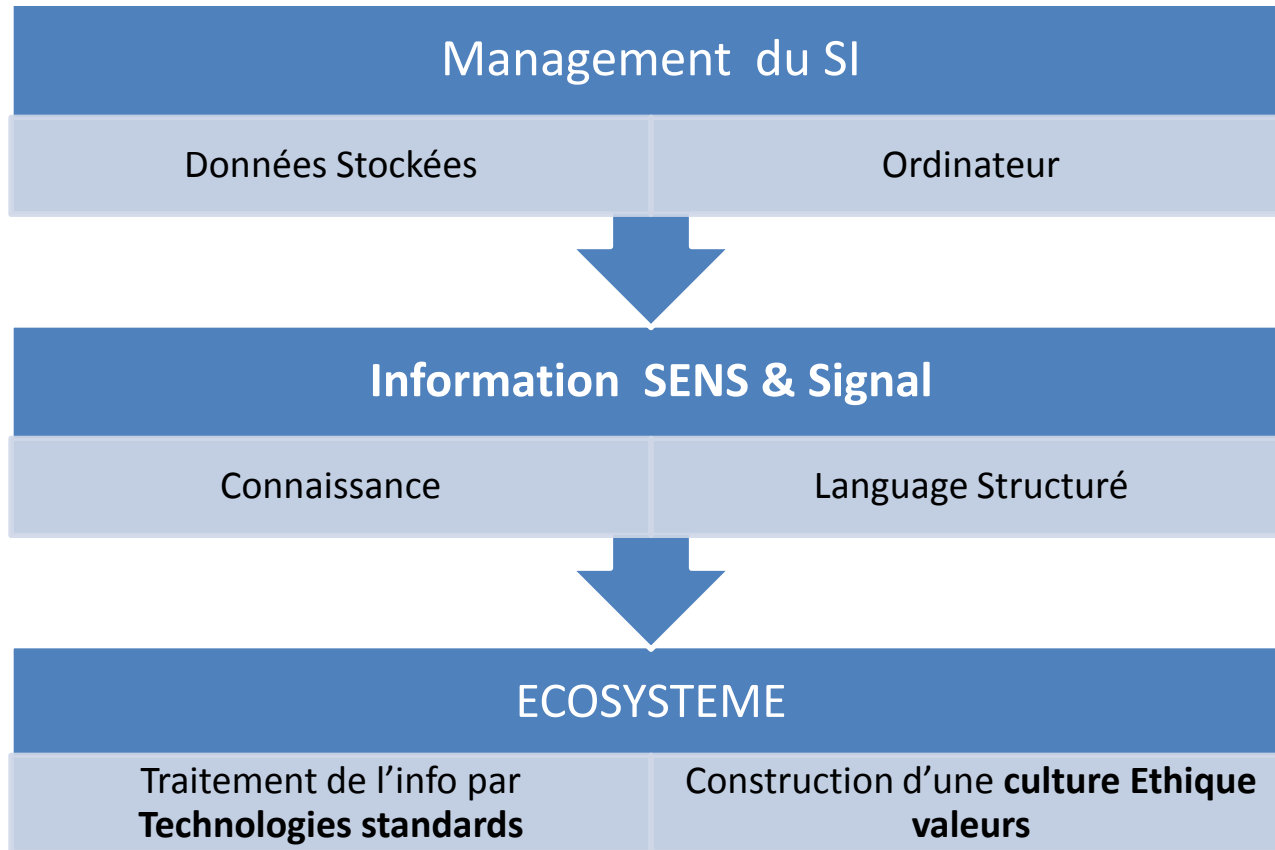 Management du SI
Données Stockées
Ordinateur
Information SENS & Signal
Connaissance
Language Structuré
ECOSYSTEME
Traitement de l’info par
Technologies standards
Construction d’une culture Ethique
valeurs